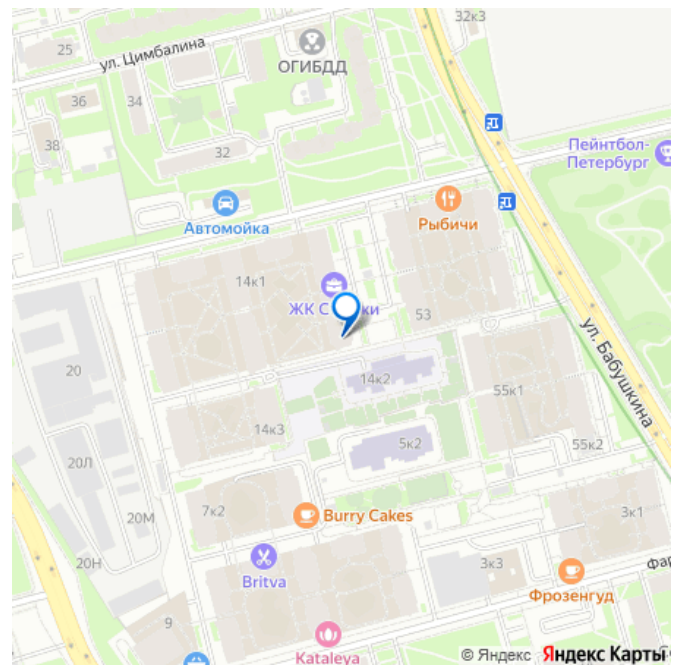 32к3
25
ул. Цимбалина
ОГИБДД
36
34
38
32
Пейнтбол-
Петербург
Автомойка
Рыбичи
14к1
ЖК С
ки
53
ул. Бабушкина
20
14к2
55к1
14к3
5к2
55к2
20Л
7к2
20М
Burry Cakes
3к1
20Н
Britva
3к3
Фрозенгуд
9
Kataleya
© Яндекс Яндекс Карты